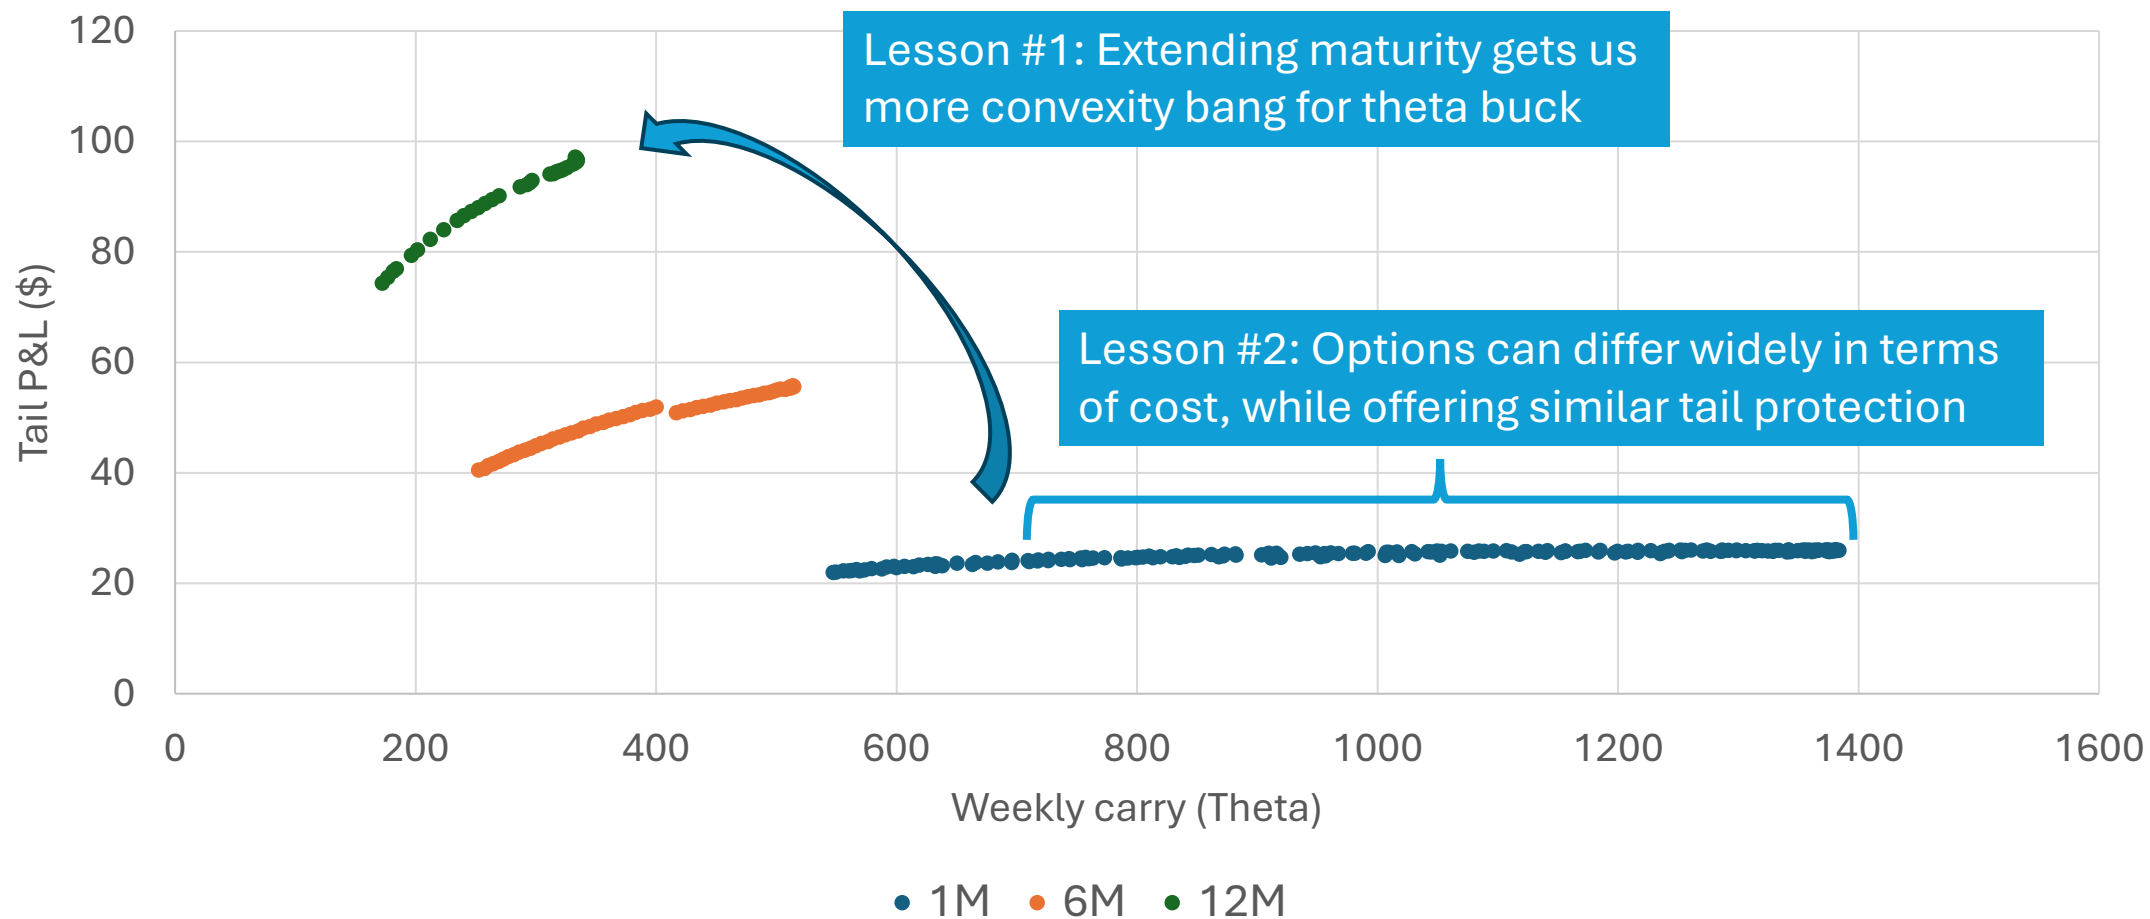 120
Lesson #1: Extending maturity gets us
more convexity bang for theta buck
100
80
Tail P&L ($)
60
Lesson #2: Options can differ widely in terms
of cost, while offering similar tail protection
40
20
0
0 200 400 600 800 1000 1200 1400 1600
Weekly carry (Theta)
1M 6M 12M